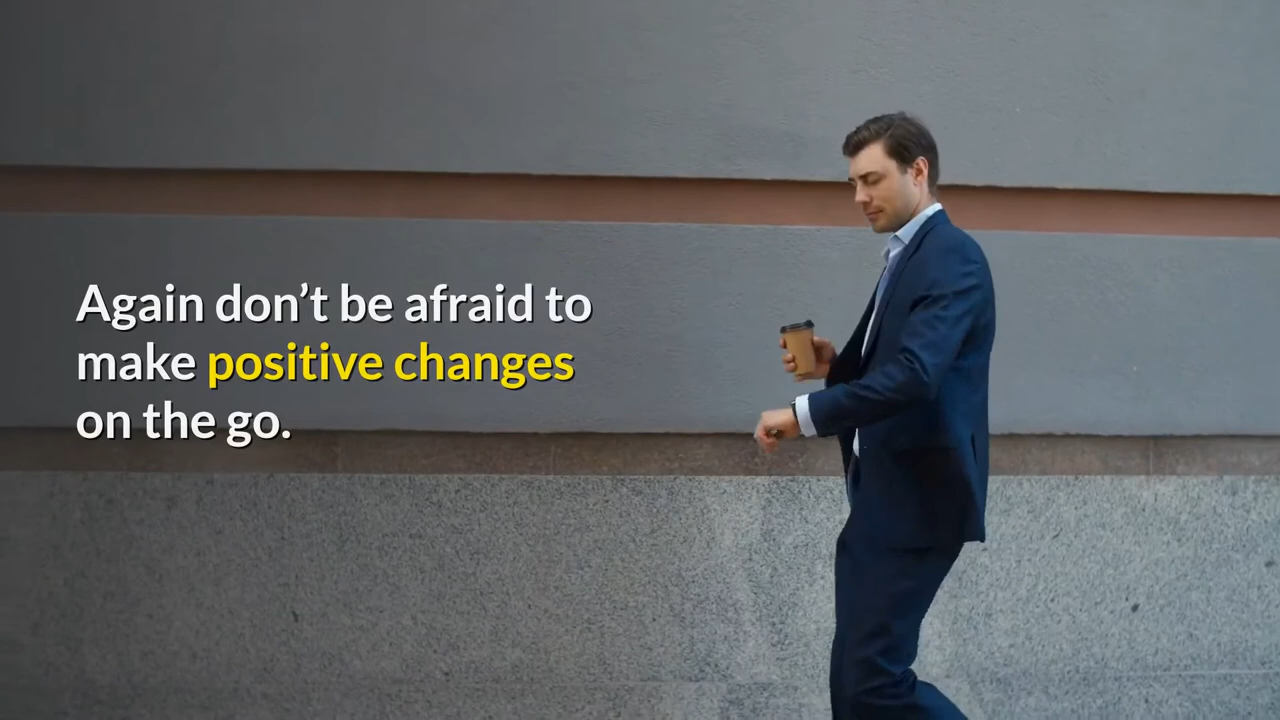 Again don’t be afraid to
make positive changes
on the go.